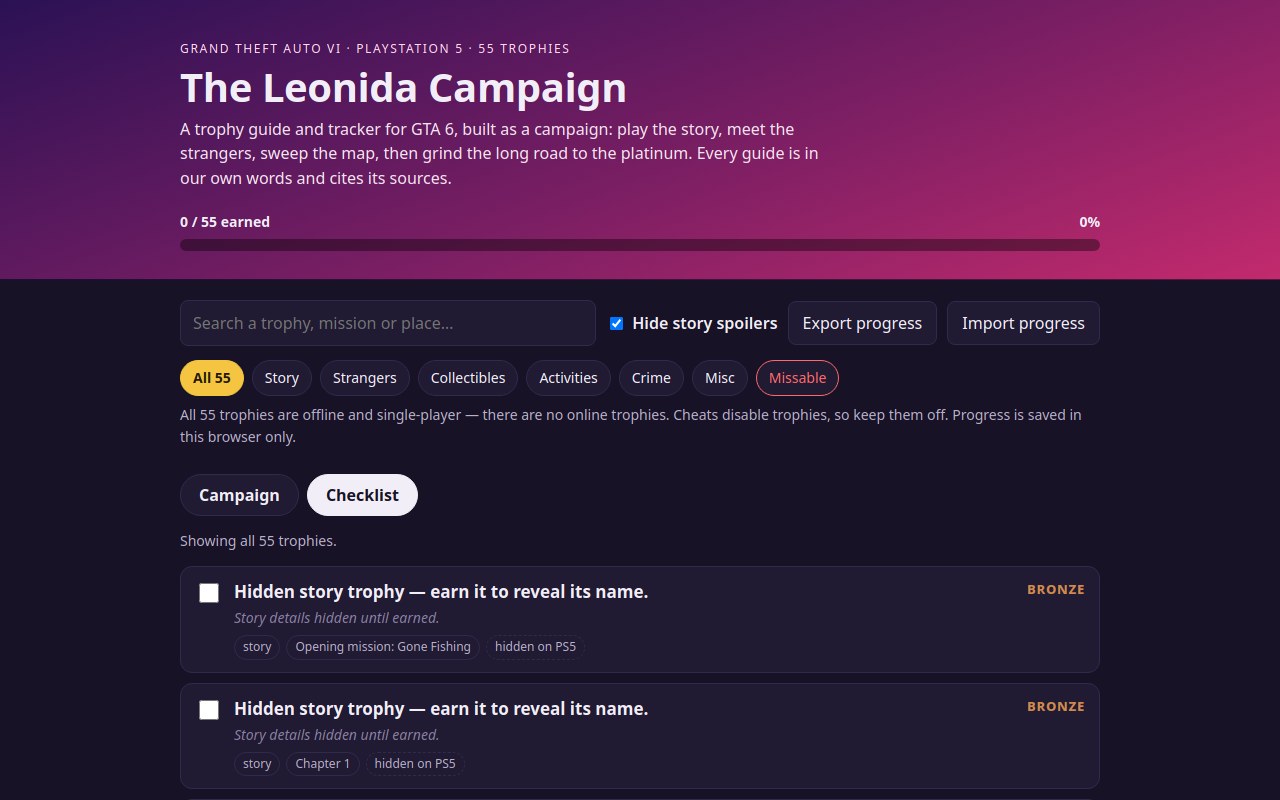 GRAND THEFT AUTO VI · PLAYSTATION 5 · 55 TROPHIES
The Leonida Campaign
A trophy guide and tracker for GTA 6, built as a campaign: play the story, meet the
strangers, sweep the map, then grind the long road to the platinum. Every guide is in
our own words and cites its sources.
0 / 55 earned 0%
Search a trophy, mission or place... Hide story spoilers Export progress Import progress
All 55 Story Strangers Collectibles Activities Crime Misc Missable
All 55 trophies are offline and single-player — there are no online trophies. Cheats disable trophies, so keep them off. Progress is saved in
this browser only.
Campaign Checklist
Showing all 55 trophies.
Hidden story trophy — earn it to reveal its name. BRONZE
Story details hidden until earned.
story Opening mission: Gone Fishing hidden on PS5
Hidden story trophy — earn it to reveal its name. BRONZE
Story details hidden until earned.
story Chapter 1 hidden on PS5